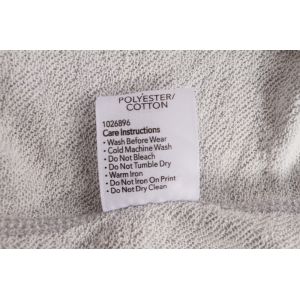 POLYESTER/
COTTON
1026896
Care Instructions
• Wash Before Wear
• Cold Machine Wash
• Do Not Bleach
• Do Not Tumble Dry
• Warm Iron
• Do Not Iron On Print
• Do Not Dry Clean